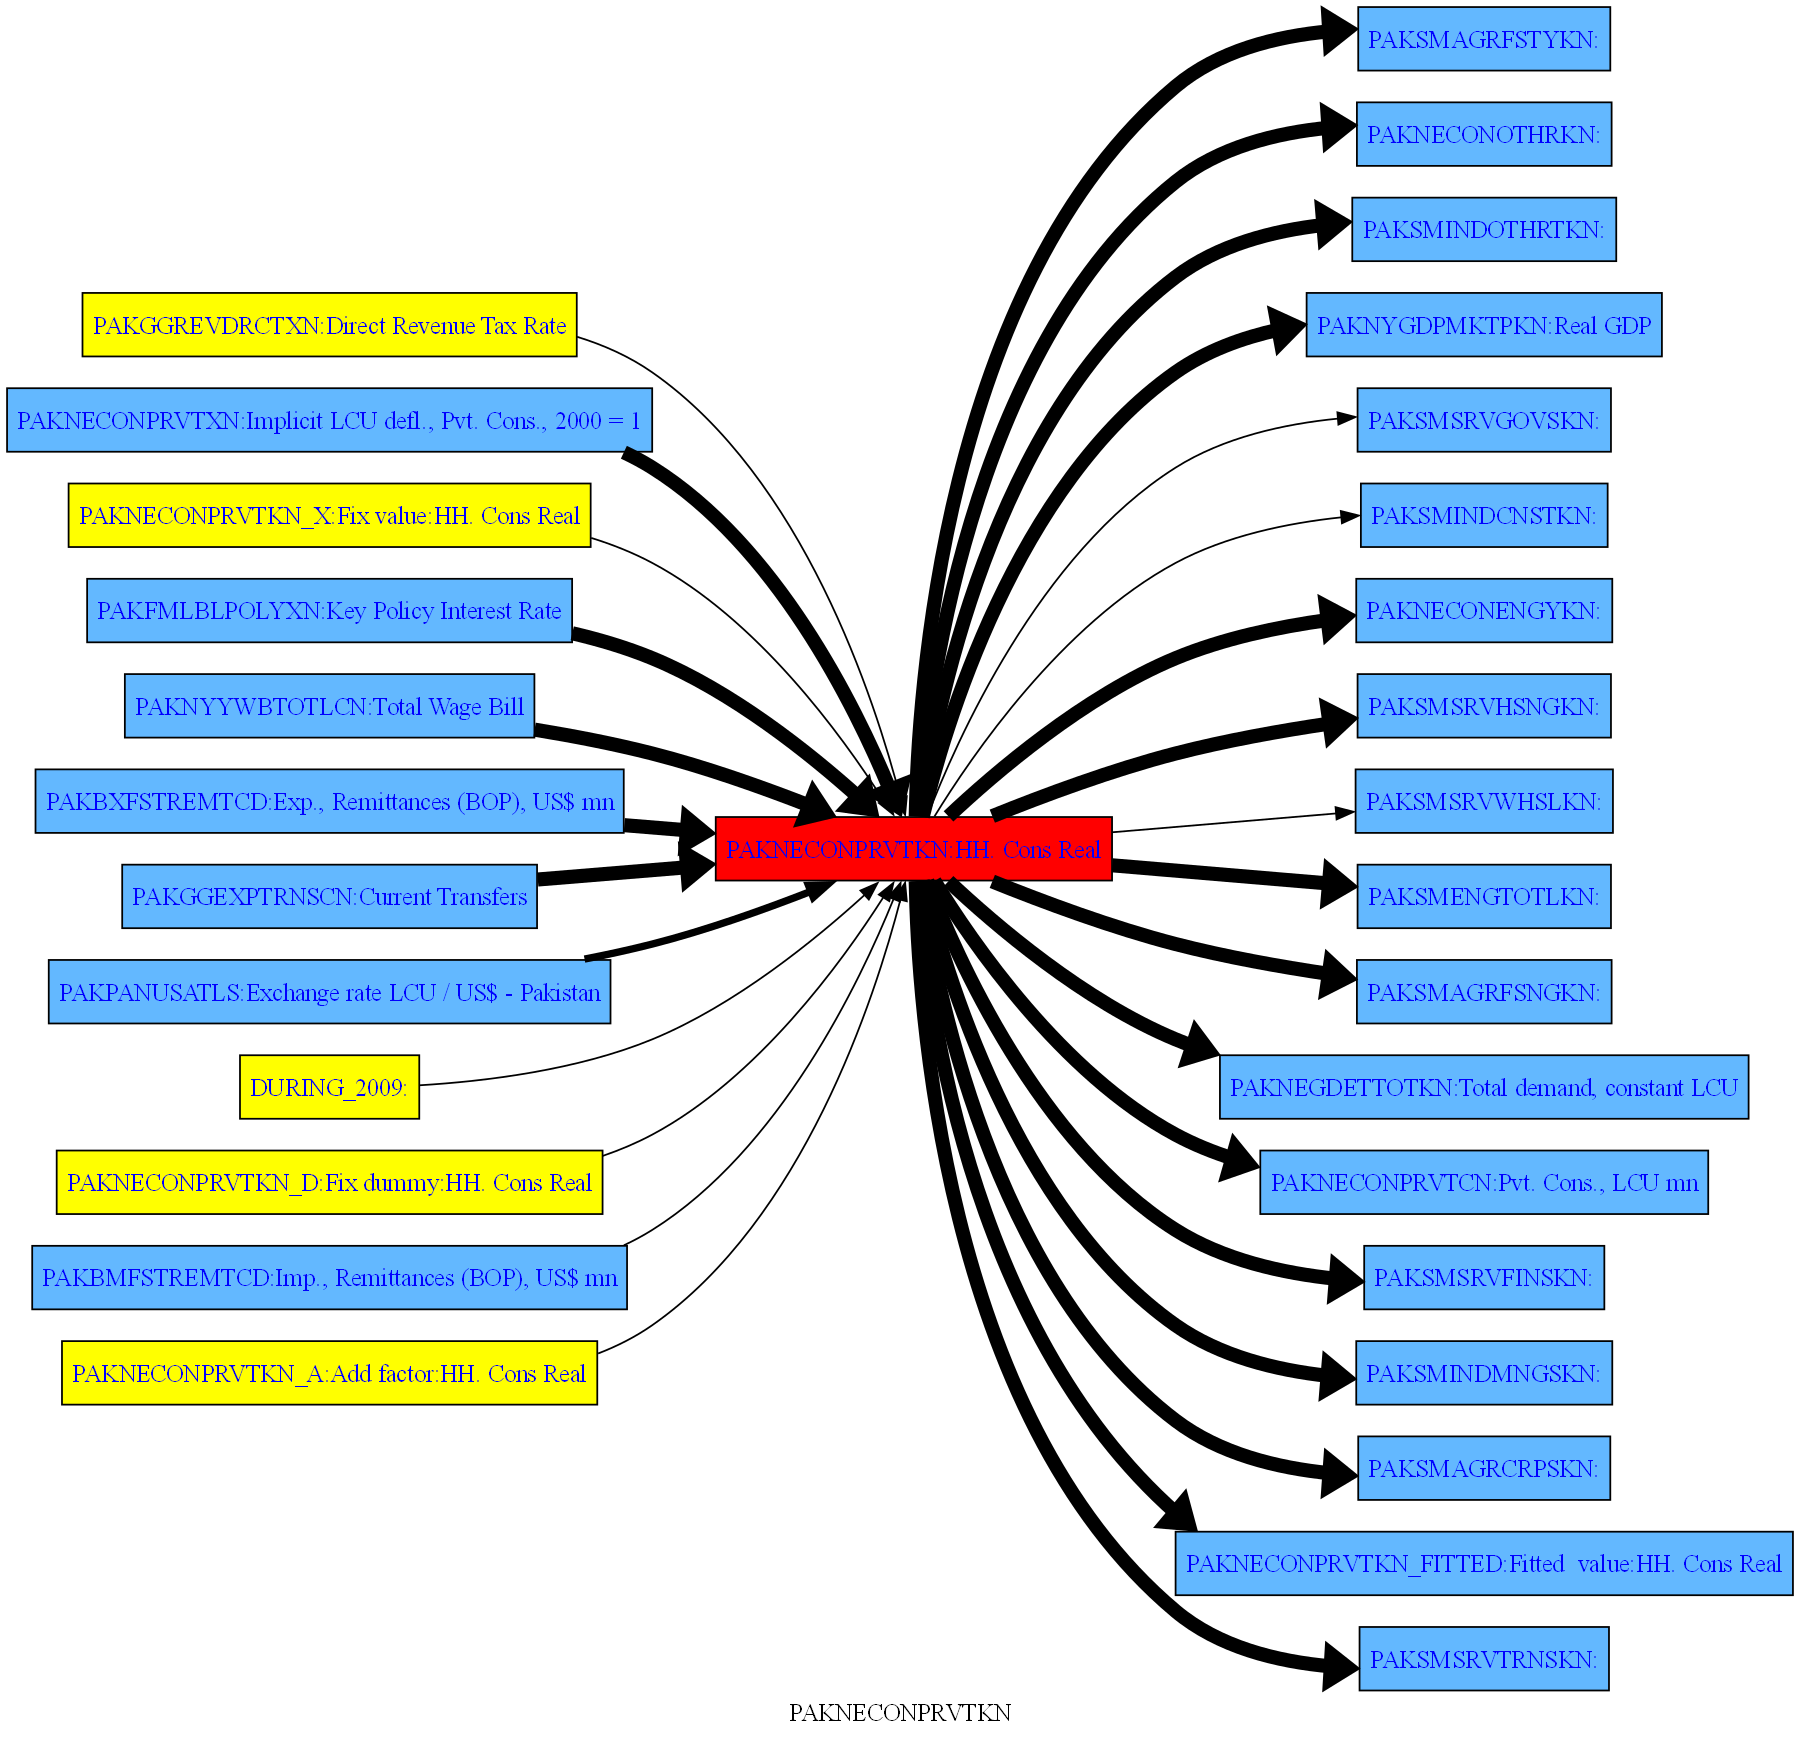 PAKGGREVDRCTXN:Direct Revenue Tax Rate
PAKNECONPRVTXN:Implicit LCU defl., Pvt. Cons., 2000 = 1
PAKNECONPRVTKN_X:Fix value:HH. Cons Real
PAKFMLBLPOLYXN:Key Policy Interest Rate
PAKNYYWBTOTLCN:Total Wage Bill
PAKBXFSTREMTCD:Exp., Remittances (BOP), US$ mn
PAKGGEXPTRNSCN:Current Transfers
PAKPANUSATLS:Exchange rate LCU / US$ - Pakistan
DURING_2009:
PAKNECONPRVTKN_D:Fix dummy:HH. Cons Real
PAKBMFSTREMTCD:Imp., Remittances (BOP), US$ mn
PAKNECONPRVTKN_A:Add factor:HH. Cons Real
PAKNECONPRVTKN:HH. Cons Real
PAKSMAGRFSTYKN:
PAKNECONOTHRKN:
PAKSMINDOTHRTKN:
PAKNYGDPMKTPKN:Real GDP
PAKSMSRVGOVSKN:
PAKSMINDCNSTKN:
PAKNECONENGYKN:
PAKSMSRVHSNGKN:
PAKSMSRVWHSLKN:
PAKSMENGTOTLKN:
PAKSMAGRFSNGKN:
PAKNEGDETTOTKN:Total demand, constant LCU
PAKNECONPRVTCN:Pvt. Cons., LCU mn
PAKSMSRVFINSKN:
PAKSMINDMNGSKN:
PAKSMAGRCRPSKN:
PAKNECONPRVTKN_FITTED:Fitted  value:HH. Cons Real
PAKSMSRVTRNSKN:
PAKNECONPRVTKN